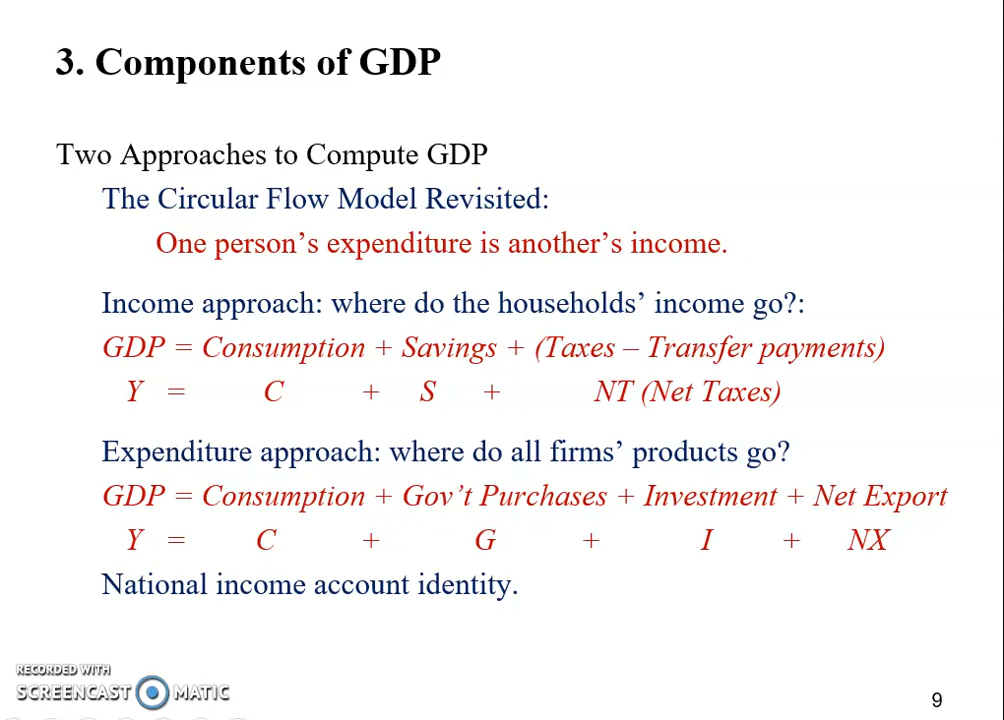 3. Components of GDP
Two Approaches to Compute GDP
The Circular Flow Model Revisited:
One person’s expenditure is another’s income.
Income approach: where do the households’ income go?:
GDP = Consumption + Savings + (Taxes – Transfer payments)
Y = C + S + NT (Net Taxes)
Expenditure approach: where do all firms’ products go?
GDP = Consumption + Gov’t Purchases + Investment + Net Export
Y = C + G + I + NX
National income account identity.
RECORDED WITH
SCREENCAST MATIC
9